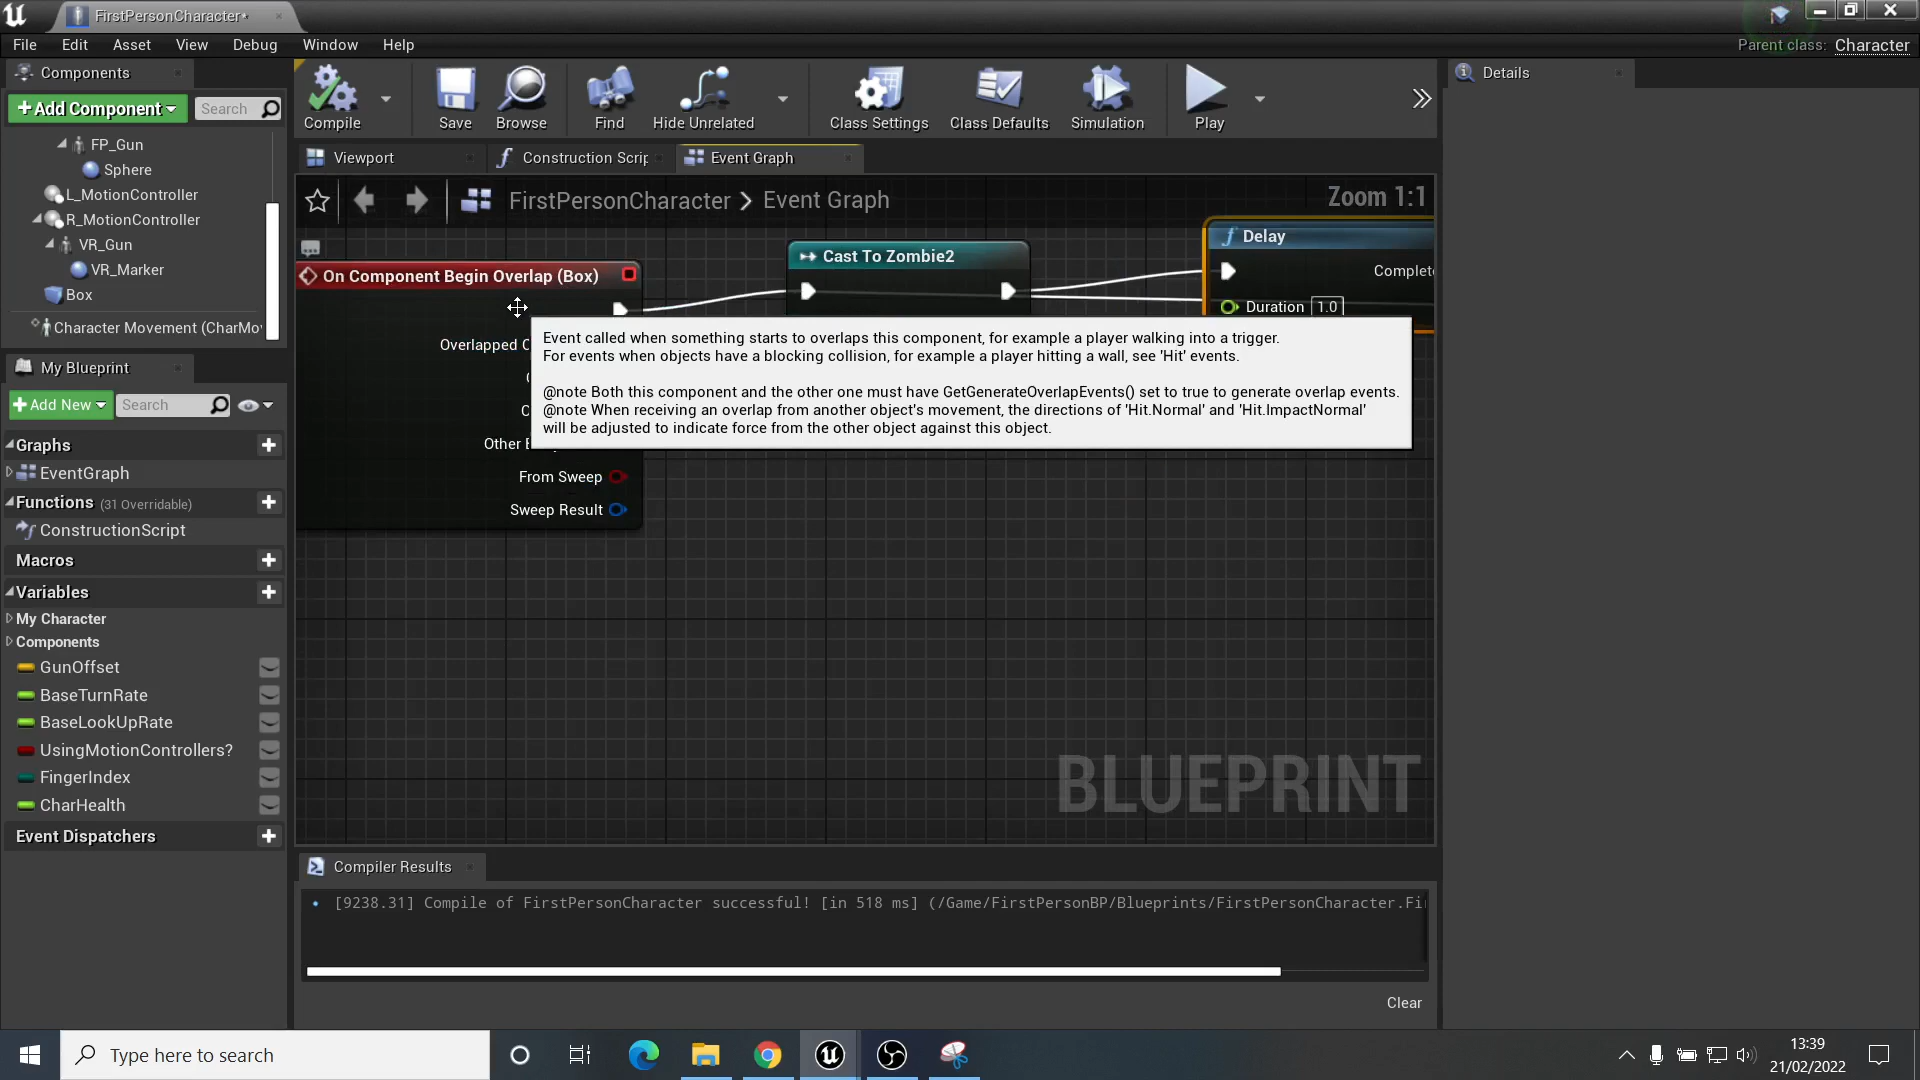 FirstPersonCharacter*
File Edit Asset View Debug Window Help
Parent class: Character
Components
Add Component
Search
FP_Gun
Sphere
L_MotionController
R_MotionController
VR_Gun
VR_Marker
Box
Character Movement (CharMov
My Blueprint
Add New
Search
Graphs
EventGraph
Functions (31 Overridable)
ConstructionScript
Macros
Variables
My Character
Components
GunOffset
BaseTurnRate
BaseLookUpRate
UsingMotionControllers?
FingerIndex
CharHealth
Event Dispatchers
Compile
Save
Browse
Find
Hide Unrelated
Class Settings
Class Defaults
Simulation
Play
Viewport
Construction Scrip
Event Graph
FirstPersonCharacter > Event Graph
Zoom 1:1
On Component Begin Overlap (Box)
Overlapped C
Other
From Sweep
Sweep Result
Cast To Zombie2
Delay
Complete
Duration 1.0
Event called when something starts to overlaps this component, for example a player walking into a trigger.
For events when objects have a blocking collision, for example a player hitting a wall, see 'Hit' events.
@note Both this component and the other one must have GetGenerateOverlapEvents() set to true to generate overlap events.
@note When receiving an overlap from another object's movement, the directions of 'Hit.Normal' and 'Hit.ImpactNormal'
will be adjusted to indicate force from the other object against this object.
BLUEPRINT
Compiler Results
[9238.31] Compile of FirstPersonCharacter successful! [in 518 ms] (/Game/FirstPersonBP/Blueprints/FirstPersonCharacter.Fi
Clear
Details
Type here to search
13:39
21/02/2022